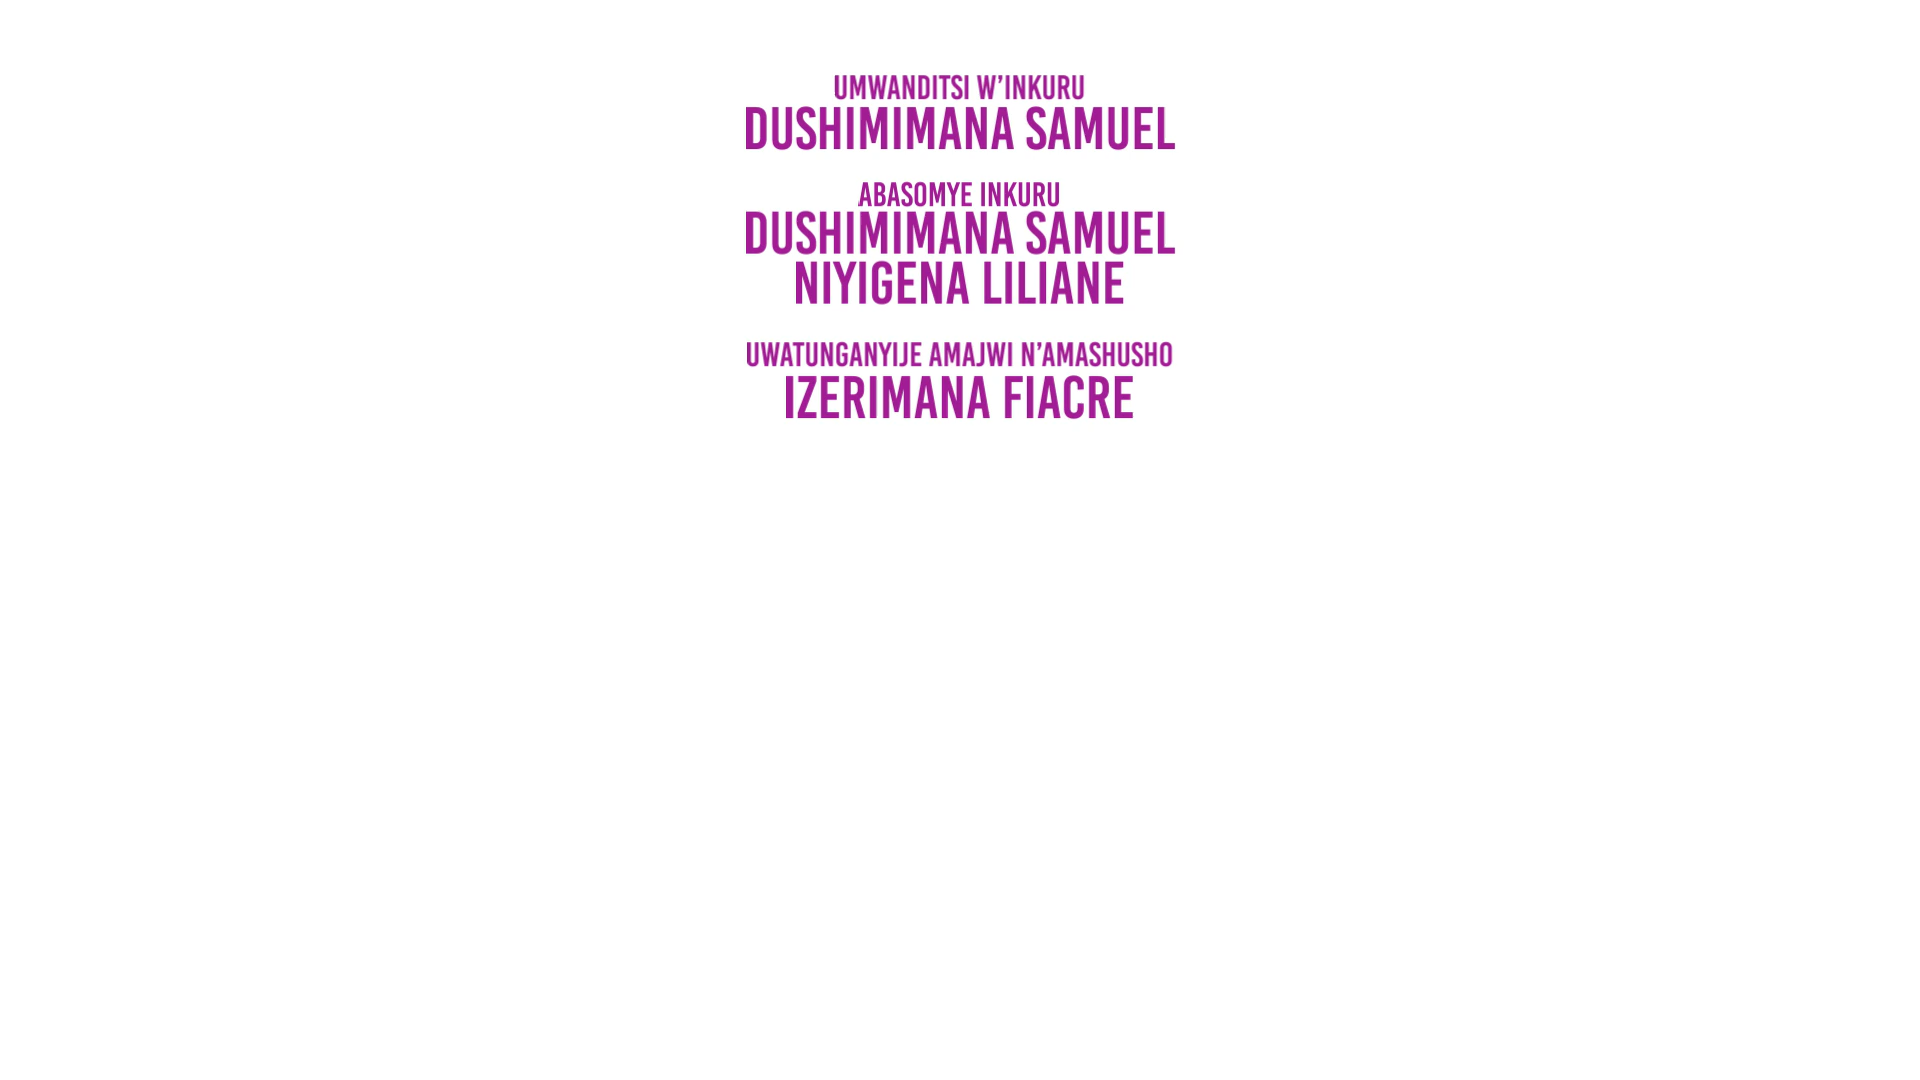 UMWANDITSI W’INKURU
DUSHIMIMANA SAMUEL
ABASOMYE INKURU
DUSHIMIMANA SAMUEL
NIYIGENA LILIANE
UWATUNGANYIJE AMAJWI N’AMASHUSHO
IZERIMANA FIACRE